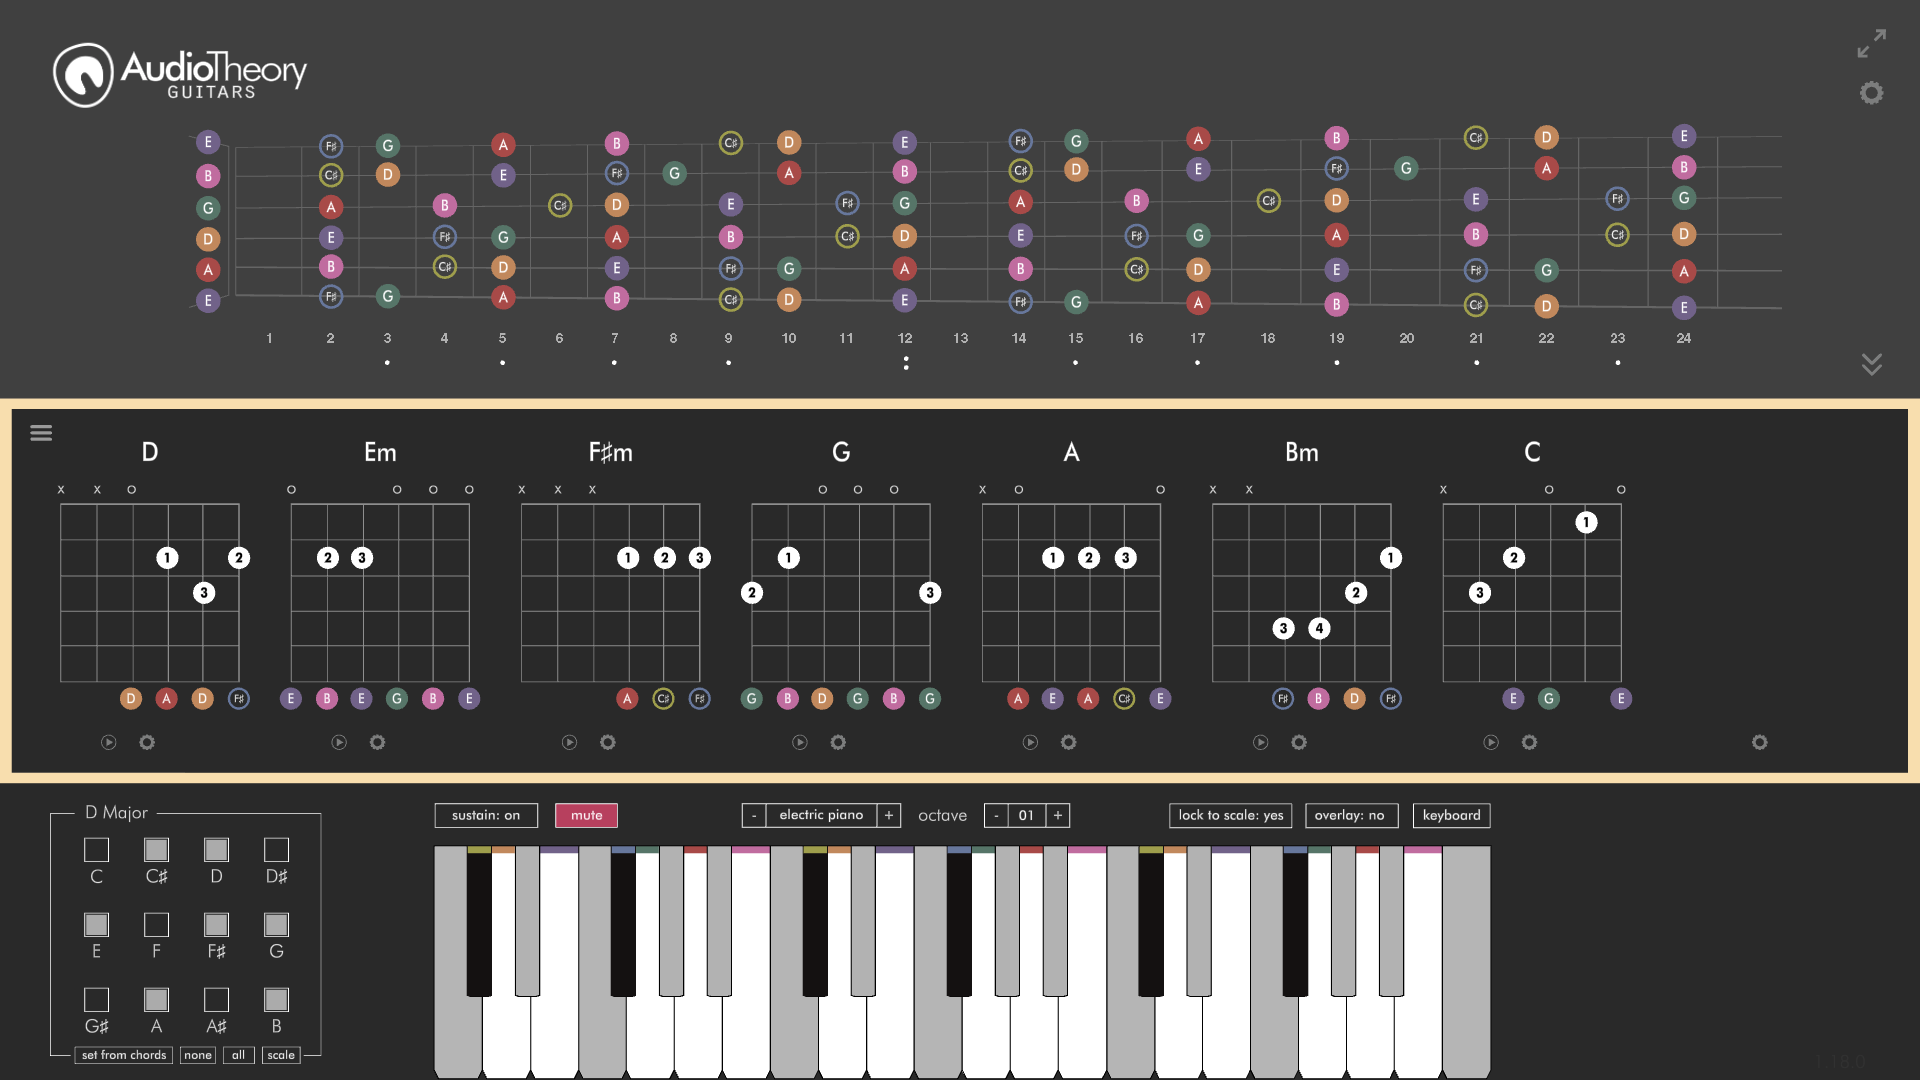 AudioTheory
GUITARS
E F♯ G A B C♯ D E F♯ G A B C♯ D E
B C♯ D E F♯ G A B C♯ D E F♯ G A B
G A B C♯ D E F♯ G A B C♯ D E F♯ G
D E F♯ G A B C♯ D E F♯ G A B C♯ D
A B C♯ D E F♯ G A B C♯ D E F♯ G A
E F♯ G A B C♯ D E F♯ G A B C♯ D E
1 2 3 4 5 6 7 8 9 10 11 12 13 14 15 16 17 18 19 20 21 22 23 24
D Em F♯m G A Bm C
x x o o o o o x x x o o o x o o x x x o o
1 2 3
2 3
1 2 3
1 2 3
1 2 3
1 2 3 4
1 2 3
D A D F♯ E B E G B E A C♯ F♯ G B D G B G A E A C♯ E F♯ B D F♯ E G E
D Major
C C♯ D D♯
E F F♯ G
G♯ A A♯ B
set from chords none all scale
sustain: on mute - electric piano + octave - 01 + lock to scale: yes overlay: no keyboard
1.18.0